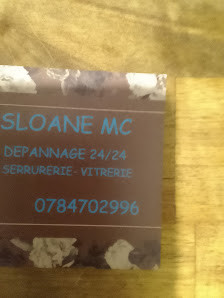 SLOANE MC
DEPANNAGE 24/24
SERRURERIE- VITRERIE
0784702996